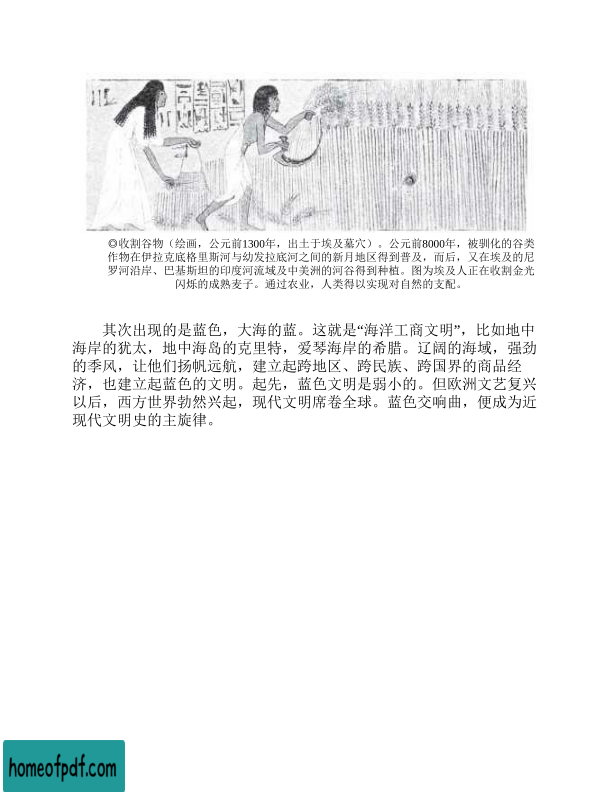 ◎收割谷物（绘画，公元前1300年，出土于埃及墓穴）。公元前8000年，被驯化的谷类
作物在伊拉克底格里斯河与幼发拉底河之间的新月地区得到普及，而后，又在埃及的尼
罗河沿岸、巴基斯坦的印度河流域及中美洲的河谷得到种植。图为埃及人正在收割金光
闪烁的成熟麦子。通过农业，人类得以实现对自然的支配。
其次出现的是蓝色，大海的蓝。这就是“海洋工商文明”，比如地中
海岸的犹太，地中海岛的克里特，爱琴海岸的希腊。辽阔的海域，强劲
的季风，让他们扬帆远航，建立起跨地区、跨民族、跨国界的商品经
济，也建立起蓝色的文明。起先，蓝色文明是弱小的。但欧洲文艺复兴
以后，西方世界勃然兴起，现代文明席卷全球。蓝色交响曲，便成为近
现代文明史的主旋律。
homeofpdf.com